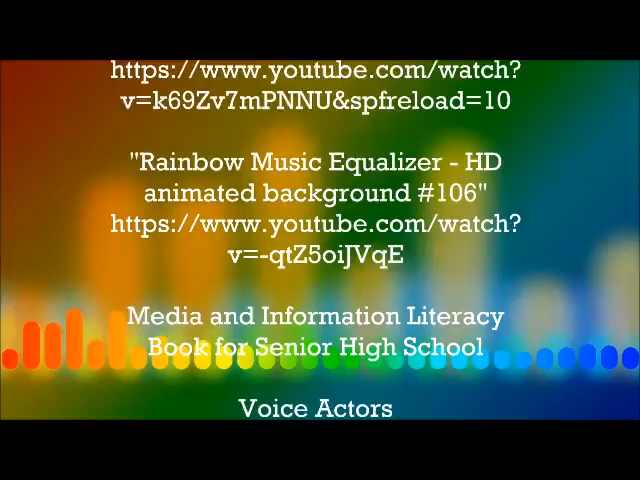 https://www.youtube.com/watch?
v=k69Zv7mPNNU&spfreload=10
"Rainbow Music Equalizer - HD
animated background #106"
https://www.youtube.com/watch?
v=-qtZ5oiJVqE
Media and Information Literacy
Book for Senior High School
Voice Actors